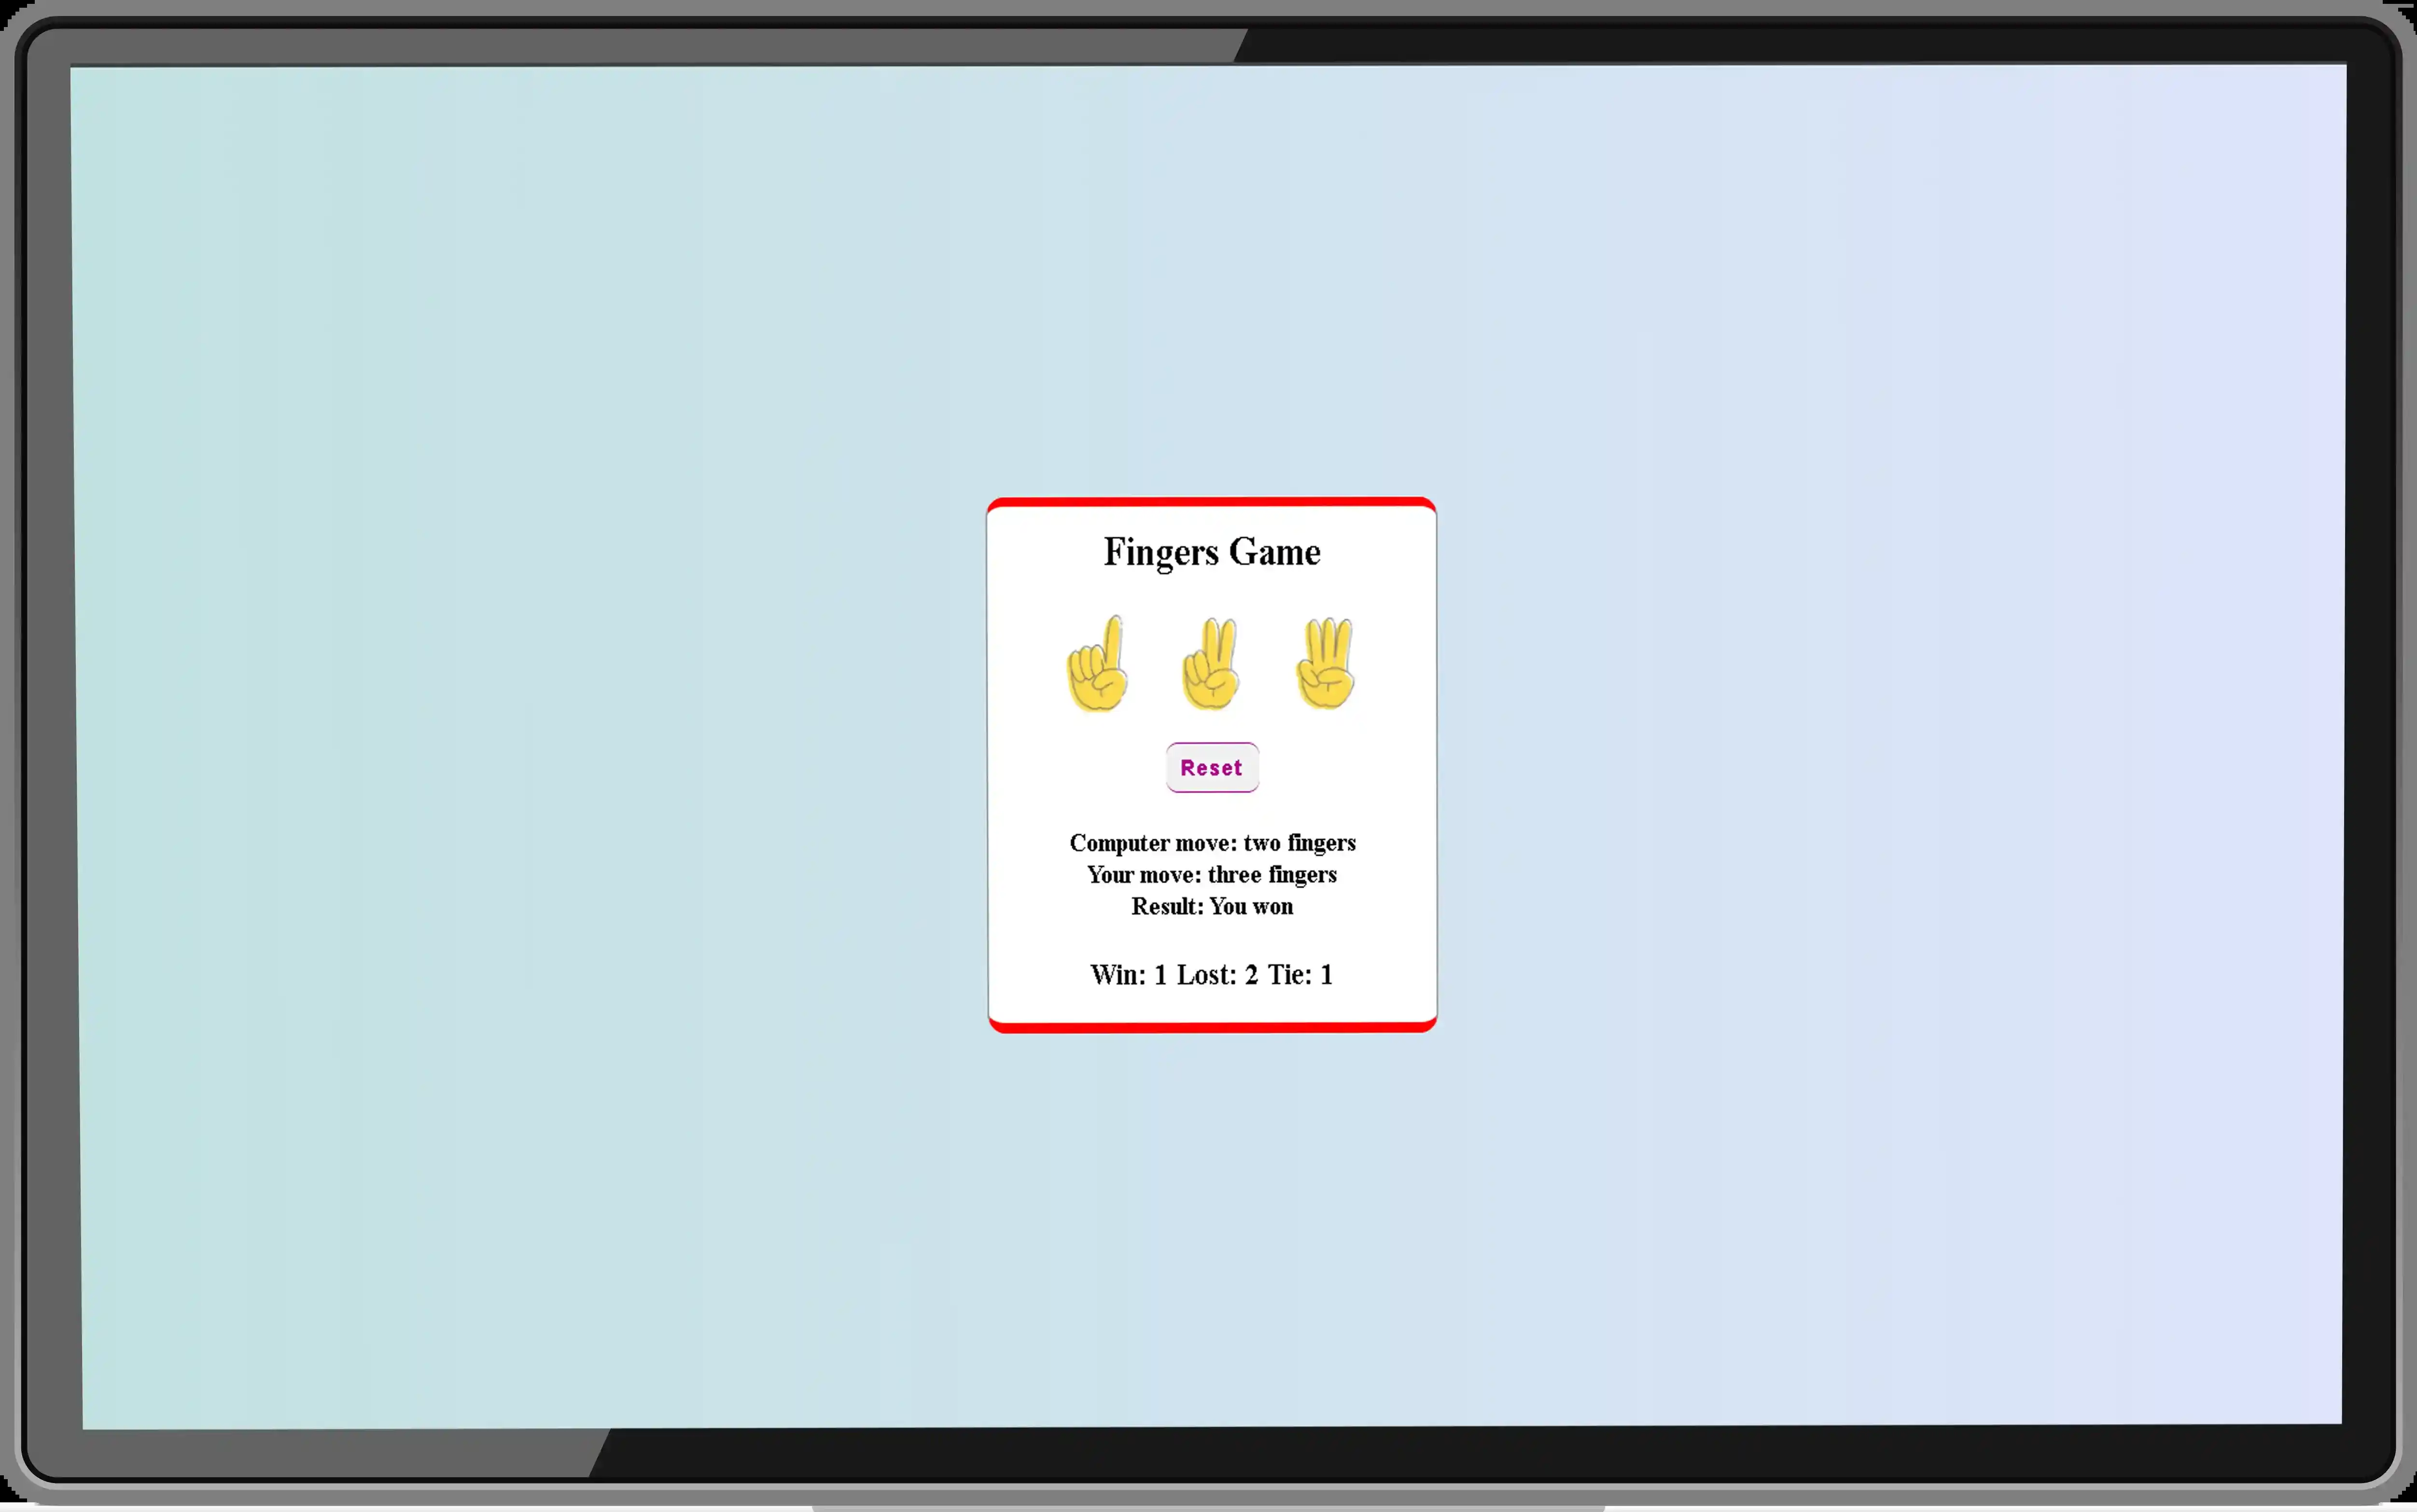 Fingers Game
Reset
Computer move: two fingers
Your move: three fingers
Result: You won
Win: 1 Lost: 2 Tie: 1